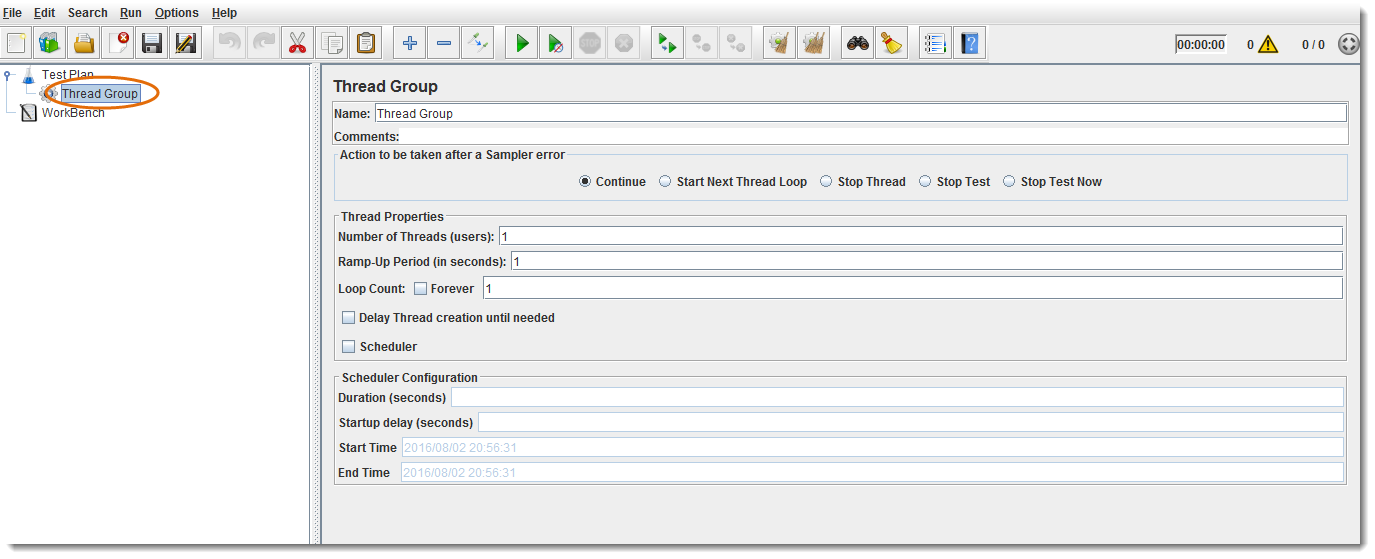 File Edit Search Run Options Help
00:00:00 0 0 / 0
Test Plan
Thread Group
WorkBench
Thread Group
Name: Thread Group
Comments:
Action to be taken after a Sampler error
Continue Start Next Thread Loop Stop Thread Stop Test Stop Test Now
Thread Properties
Number of Threads (users): 1
Ramp-Up Period (in seconds): 1
Loop Count: Forever 1
Delay Thread creation until needed
Scheduler
Scheduler Configuration
Duration (seconds)
Startup delay (seconds)
Start Time 2016/08/02 20:56:31
End Time 2016/08/02 20:56:31